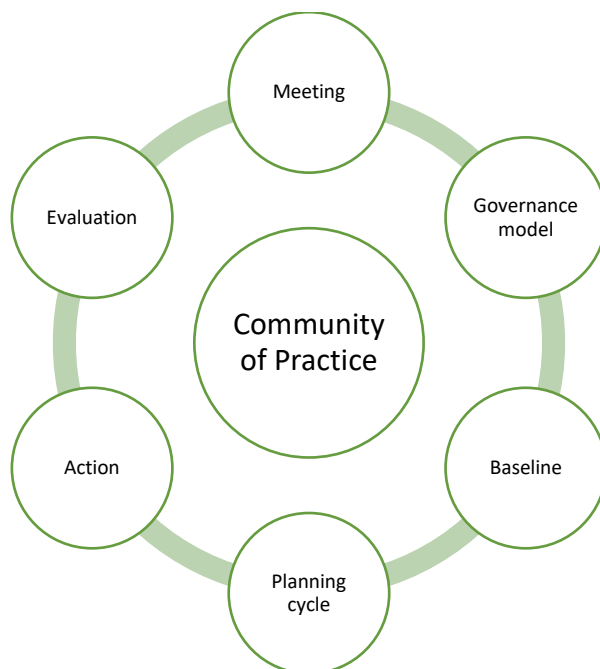 Meeting
Governance
model
Baseline
Planning
cycle
Action
Evaluation
Community
of Practice